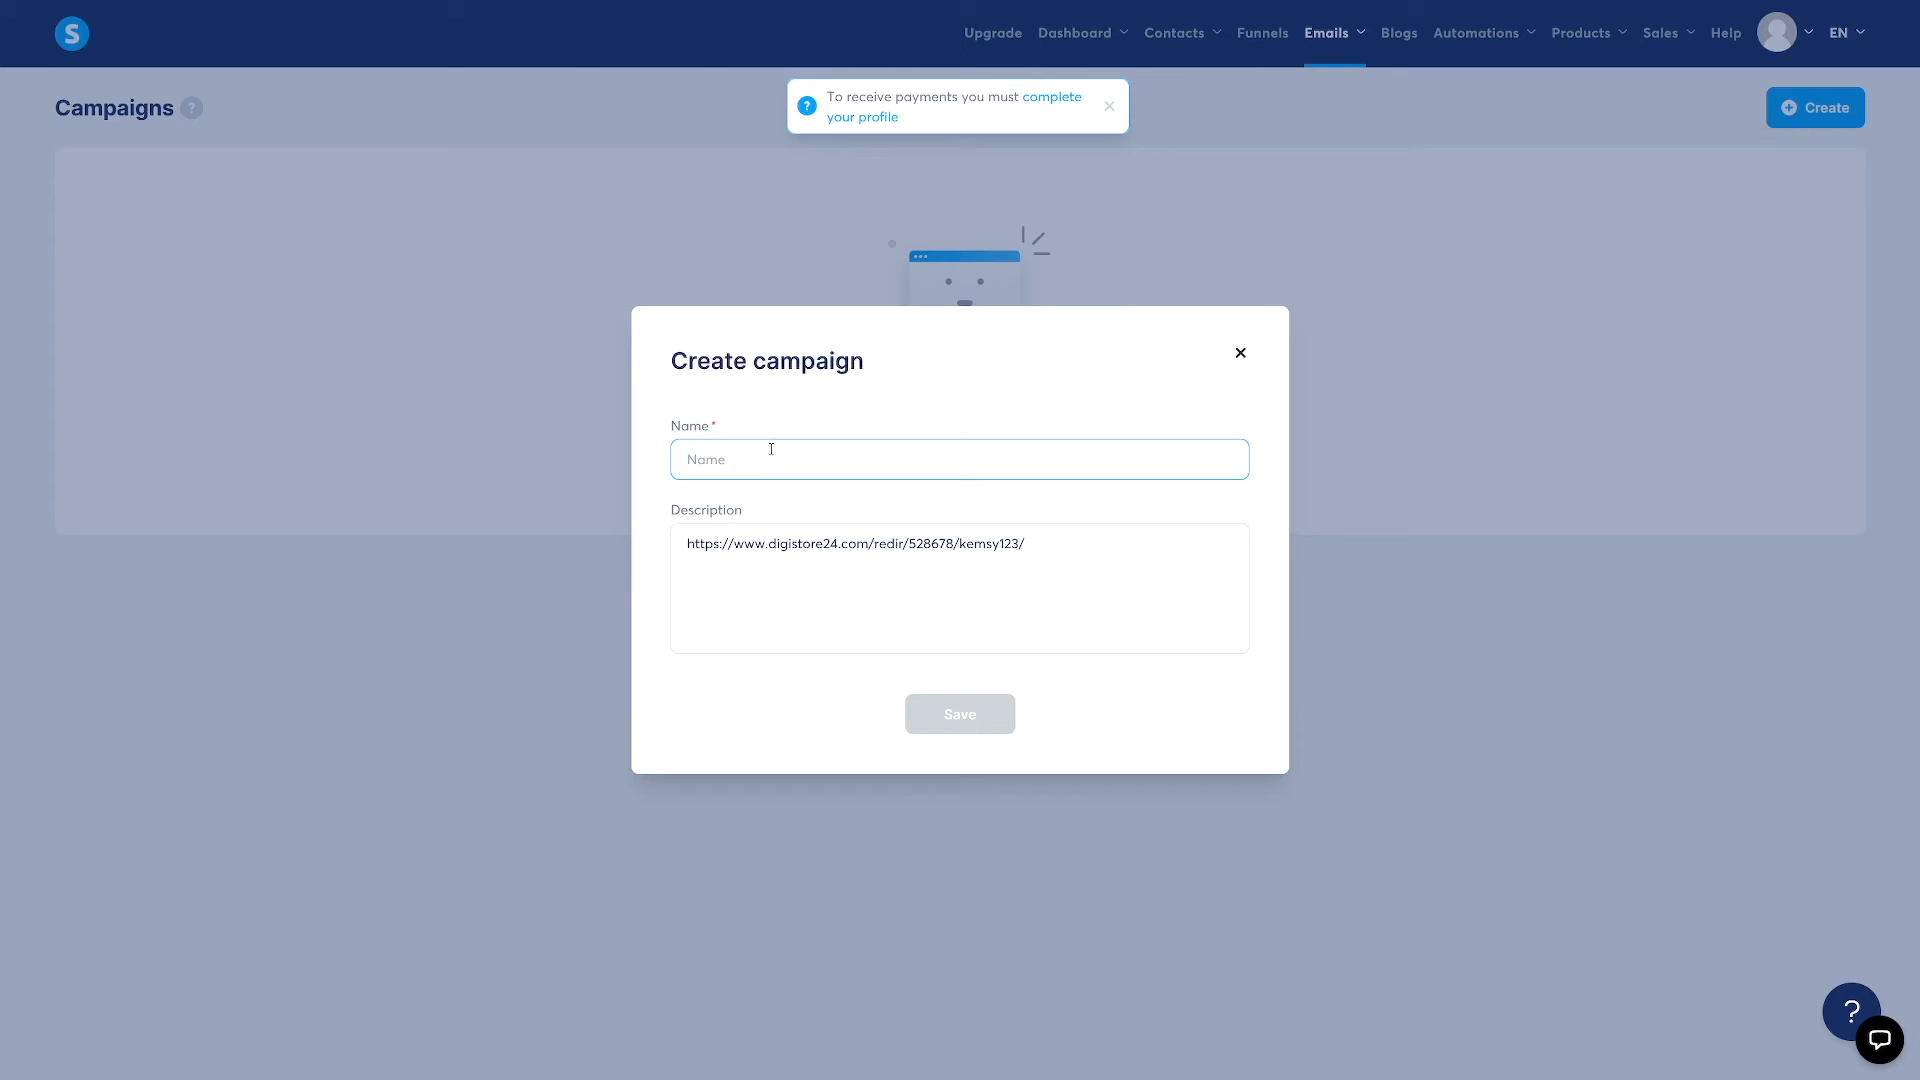 S
Upgrade Dashboard Contacts Funnels Emails Blogs Automations Products Sales Help EN
Campaigns ?
? To receive payments you must complete
your profile
Create
Create campaign
Name*
Name
Description
https://www.digistore24.com/redir/528678/kemsy123/
Save
?